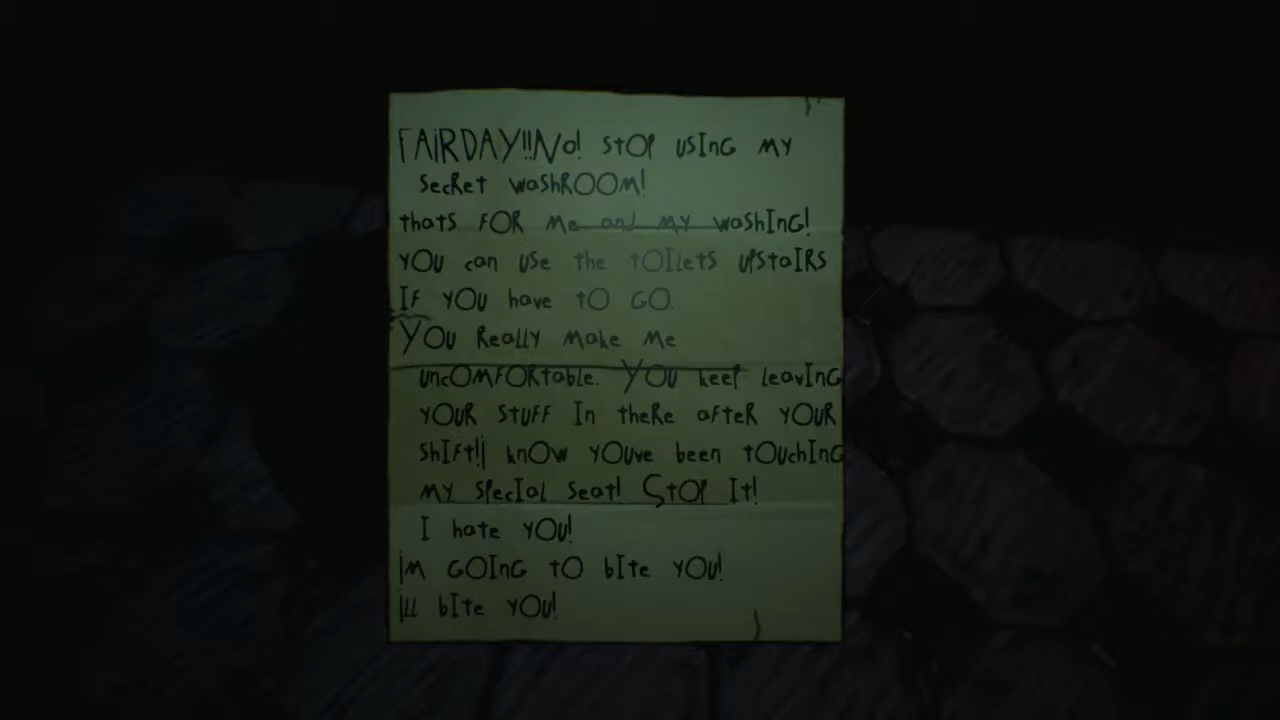 FAiRDAY!!No! StOP USInG MY
SecRet WashROOM!
thats FOR Me and MY WashInG!
YOU can Use the tOIlets UPstaIRs
If YOU have tO GO.
YOU Really Make Me
UncOMFORtable. YOU keep leavInG
YOUR stUFF In theRe afteR YOUR
shIft!I knOW YOUve been tOUchInG
MY sPecIal seat! StOP It!
I hate YOU!
IM GOInG tO bIte YOU!
Ill bIte YOU!